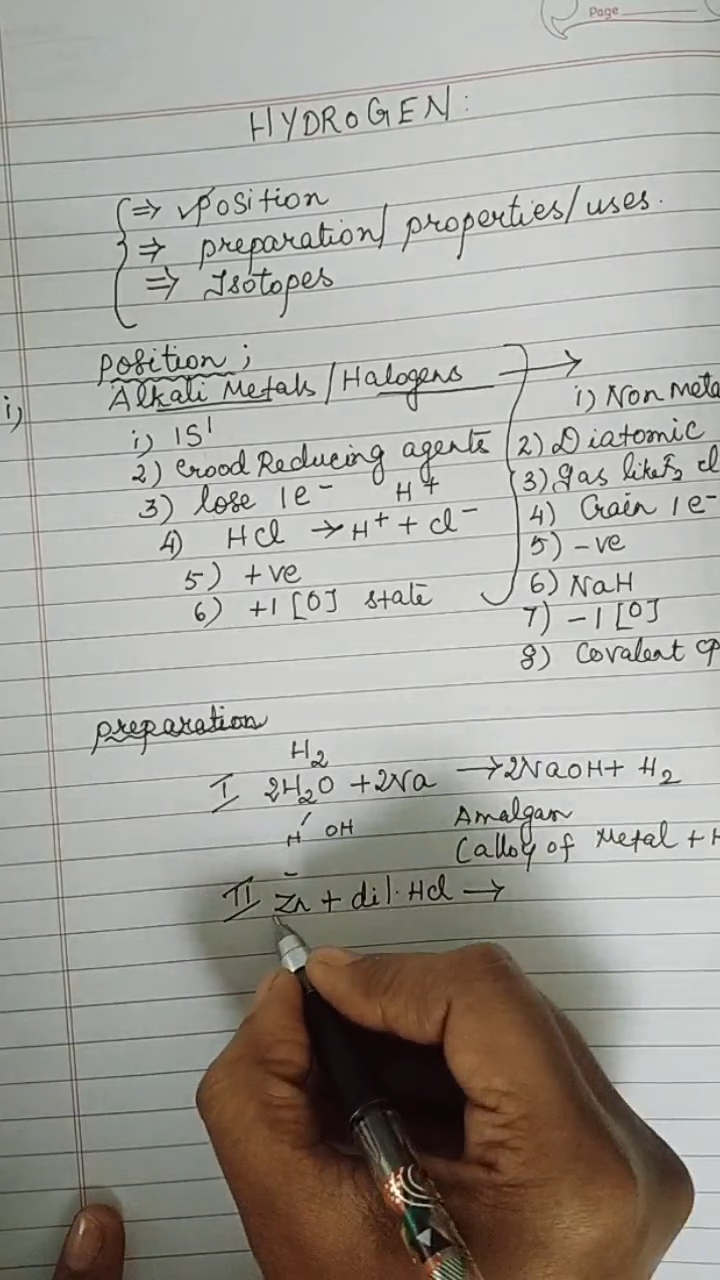 Page
HYDROGEN:
⇒ position
⇒ preparation/ properties/uses.
⇒ Isotopes
position ;
i) Alkali Metals / Halogens →
i) 1S¹
2) Good Reducing agents
3) lose 1e⁻ H⁺
4) HCl → H⁺ + Cl⁻
5) +ve
6) +1 [O] state
i) Non meta
2) Diatomic
3) gas like F₂ cl
4) Gain 1e⁻
5) -ve
6) NaH
7) -1 [O]
8) Covalent cp
preparation
H₂
I 2H₂O + 2Na → 2NaOH + H₂
H OH
Amalgam
(alloy of Metal + H
II Zn + dil. HCl →